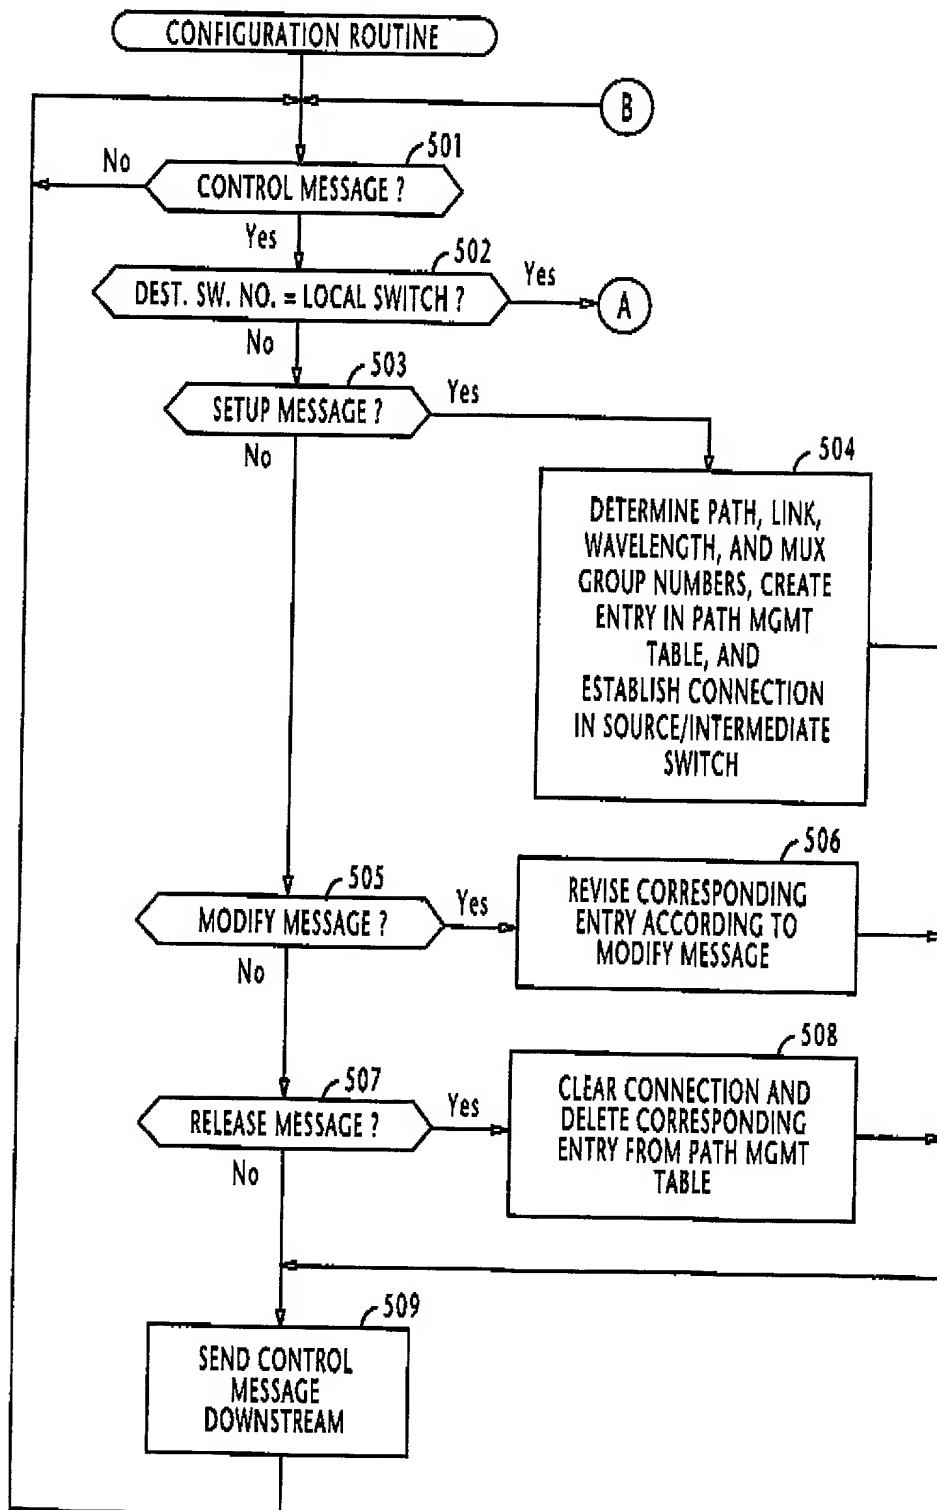 CONFIGURATION ROUTINE
B
501
No
CONTROL MESSAGE ?
Yes
502
DEST. SW. NO. = LOCAL SWITCH ?
Yes
A
No
503
SETUP MESSAGE ?
Yes
No
504
DETERMINE PATH, LINK,
WAVELENGTH, AND MUX
GROUP NUMBERS, CREATE
ENTRY IN PATH MGMT
TABLE, AND
ESTABLISH CONNECTION
IN SOURCE/INTERMEDIATE
SWITCH
505
MODIFY MESSAGE ?
Yes
No
506
REVISE CORRESPONDING
ENTRY ACCORDING TO
MODIFY MESSAGE
507
RELEASE MESSAGE ?
Yes
No
508
CLEAR CONNECTION AND
DELETE CORRESPONDING
ENTRY FROM PATH MGMT
TABLE
509
SEND CONTROL
MESSAGE
DOWNSTREAM